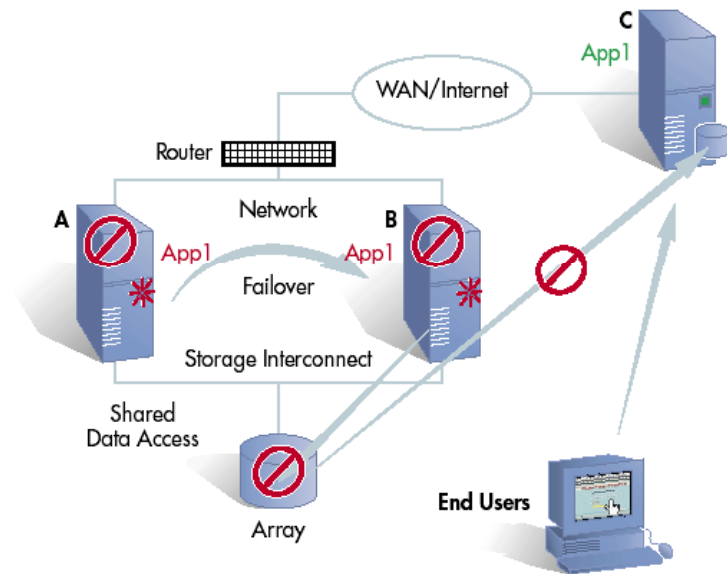 C
App1
WAN/Internet
Router
Network
A
B
App1
App1
Failover
Storage Interconnect
Shared
Data Access
Array
End Users